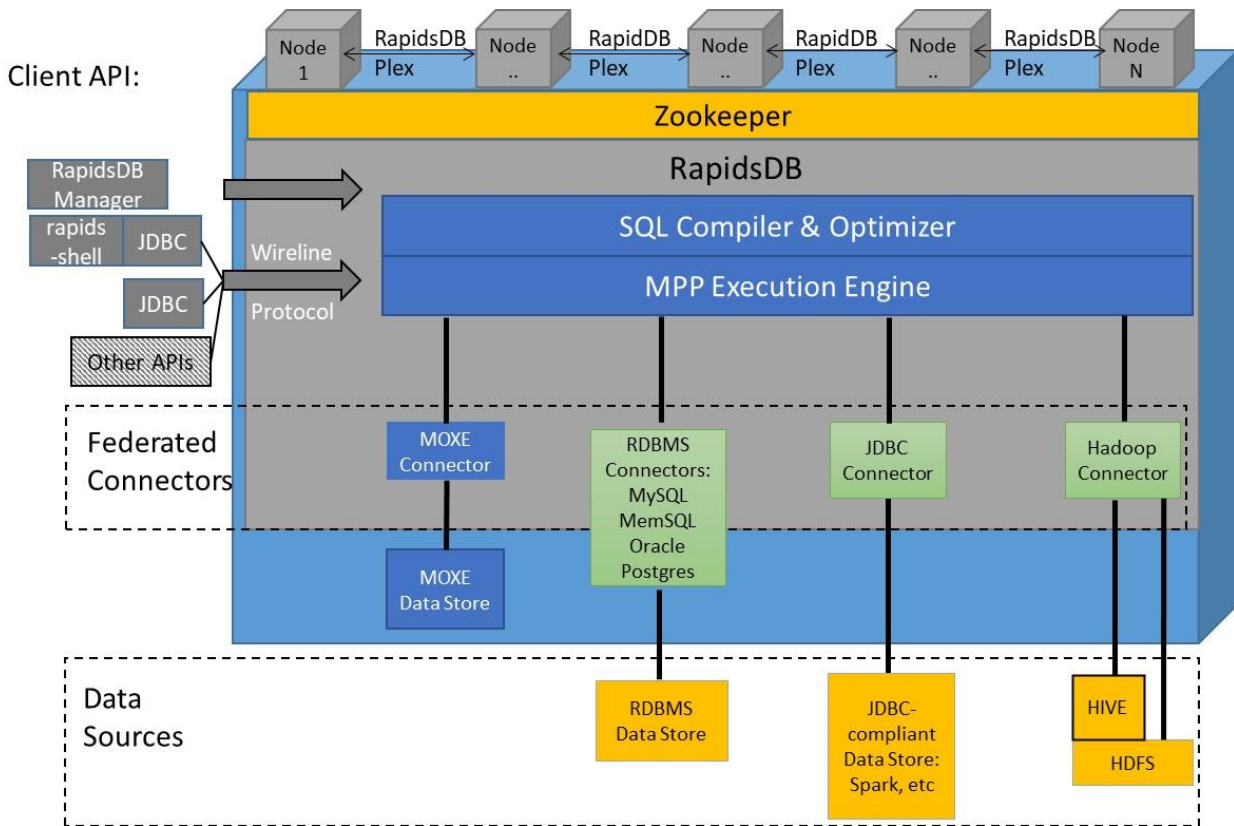 Client API:
Node
1
RapidsDB
Plex
Node
..
RapidDB
Plex
Node
..
RapidDB
Plex
Node
..
RapidsDB
Plex
Node
N
Zookeeper
RapidsDB
RapidsDB
Manager
rapids
-shell
JDBC
JDBC
Other APIs
Wireline
Protocol
SQL Compiler & Optimizer
MPP Execution Engine
Federated
Connectors
MOXE
Connector
RDBMS
Connectors:
MySQL
MemSQL
Oracle
Postgres
JDBC
Connector
Hadoop
Connector
MOXE
Data Store
Data
Sources
RDBMS
Data Store
JDBC-
compliant
Data Store:
Spark, etc
HIVE
HDFS